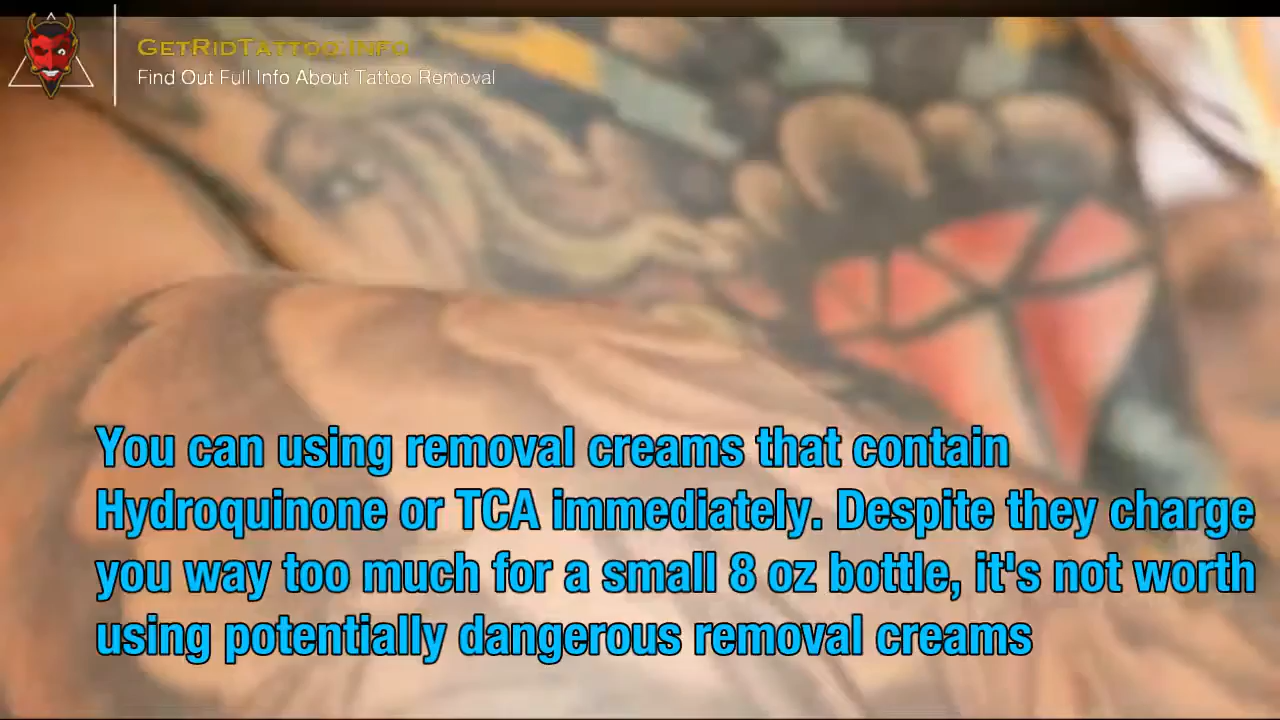 GetRidTattoo.Info
Find Out Full Info About Tattoo Removal
You can using removal creams that contain
Hydroquinone or TCA immediately. Despite they charge
you way too much for a small 8 oz bottle, it's not worth
using potentially dangerous removal creams